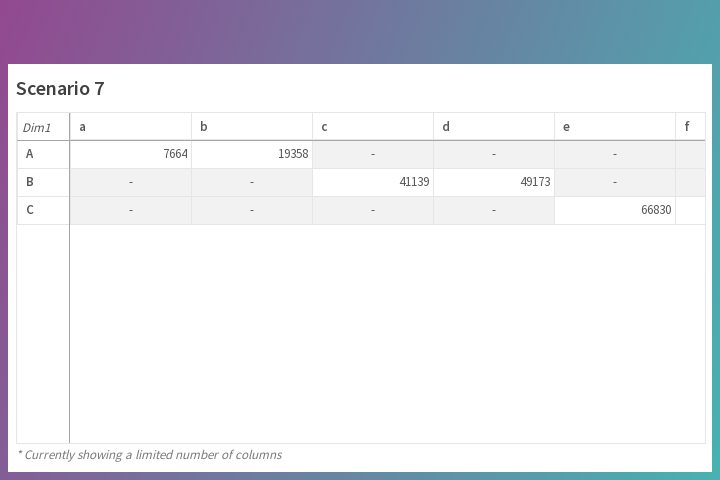 Scenario 7
Dim1 a b c d e f
A 7664 19358 - - -
B - - 41139 49173 -
C - - - - 66830
* Currently showing a limited number of columns